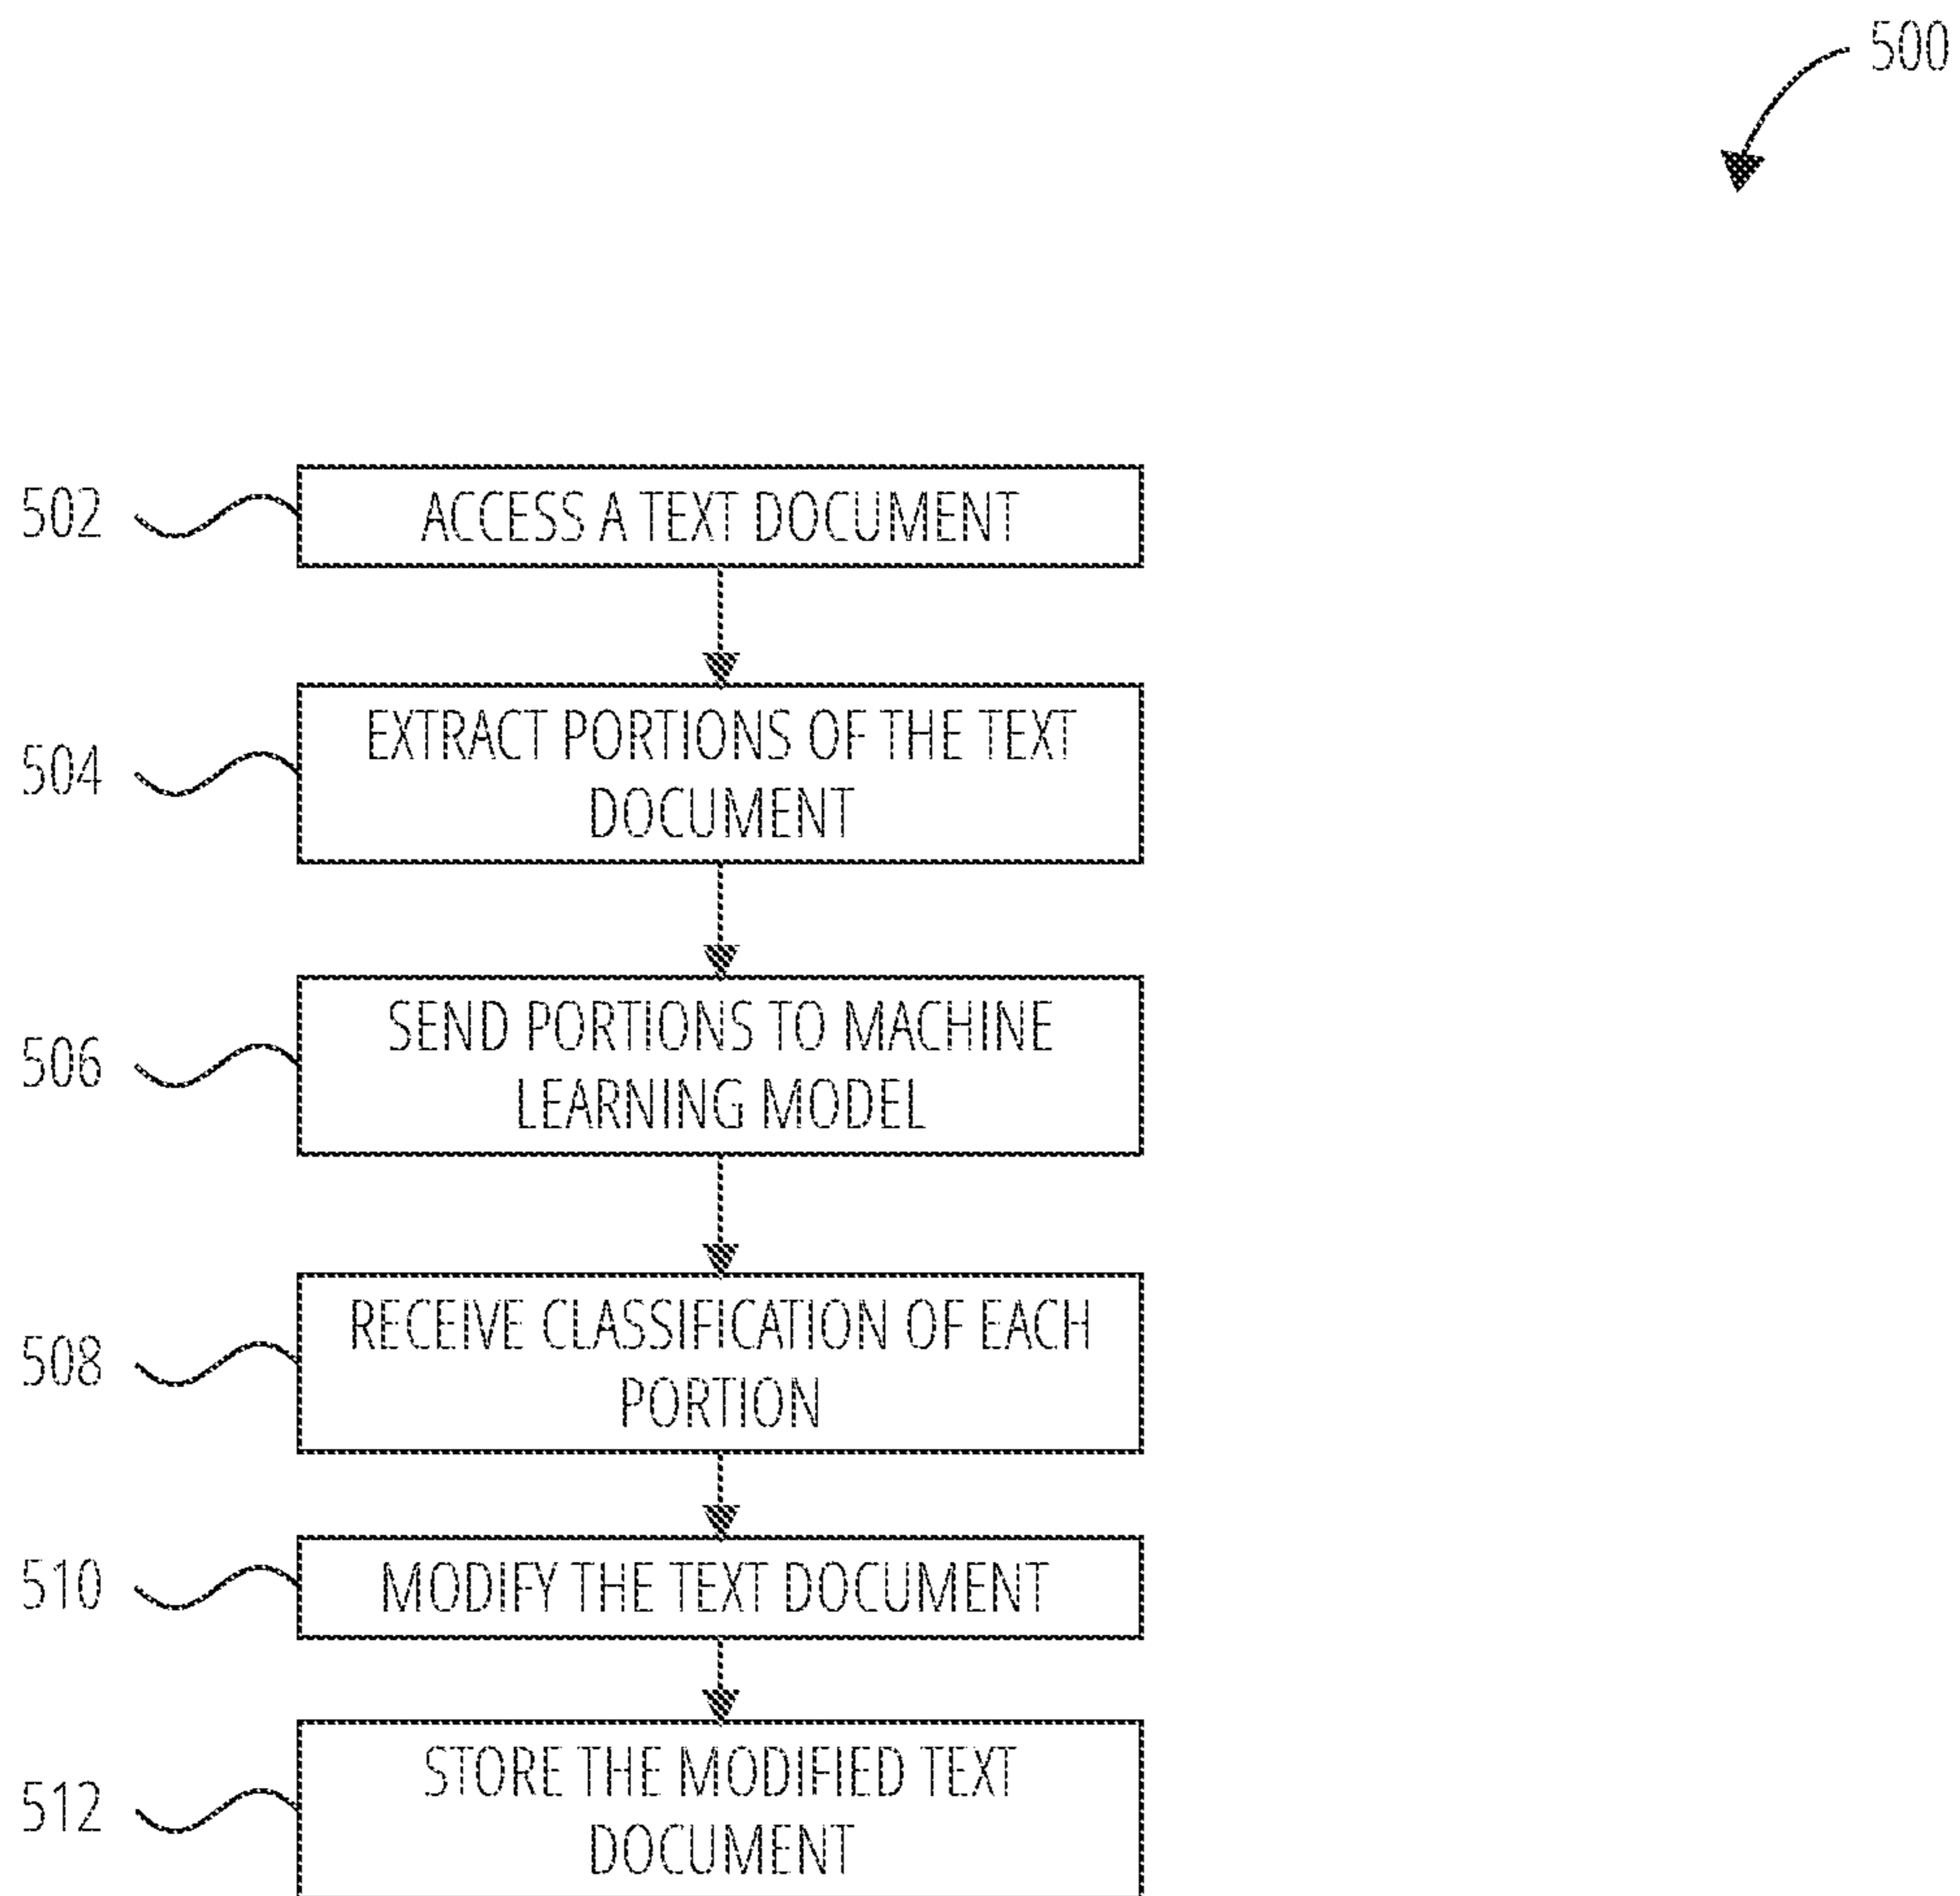 500
502
ACCESS A TEXT DOCUMENT
504
EXTRACT PORTIONS OF THE TEXT
DOCUMENT
506
SEND PORTIONS TO MACHINE
LEARNING MODEL
508
RECEIVE CLASSIFICATION OF EACH
PORTION
510
MODIFY THE TEXT DOCUMENT
512
STORE THE MODIFIED TEXT
DOCUMENT